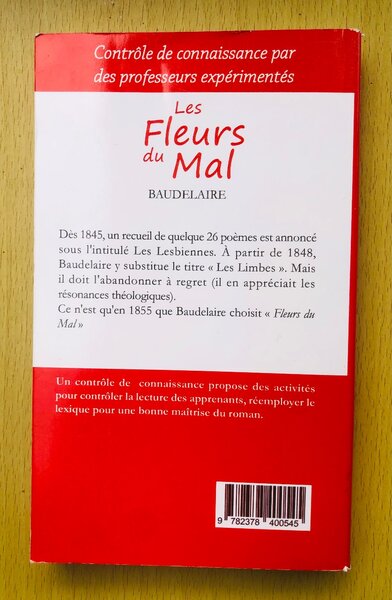 Contrôle de connaissance par
des professeurs expérimentés
Les
Fleurs
du Mal
BAUDELAIRE
Dès 1845, un recueil de quelque 26 poèmes est annoncé
sous l'intitulé Les Lesbiennes. À partir de 1848,
Baudelaire y substitue le titre « Les Limbes ». Mais
il doit l'abandonner à regret (il en appréciait les
résonances théologiques).
Ce n'est qu'en 1855 que Baudelaire choisit « Fleurs du
Mal »
Un contrôle de connaissance propose des activités
pour contrôler la lecture des apprenants, réemployer le
lexique pour une bonne maîtrise du roman.
9 782378 400545